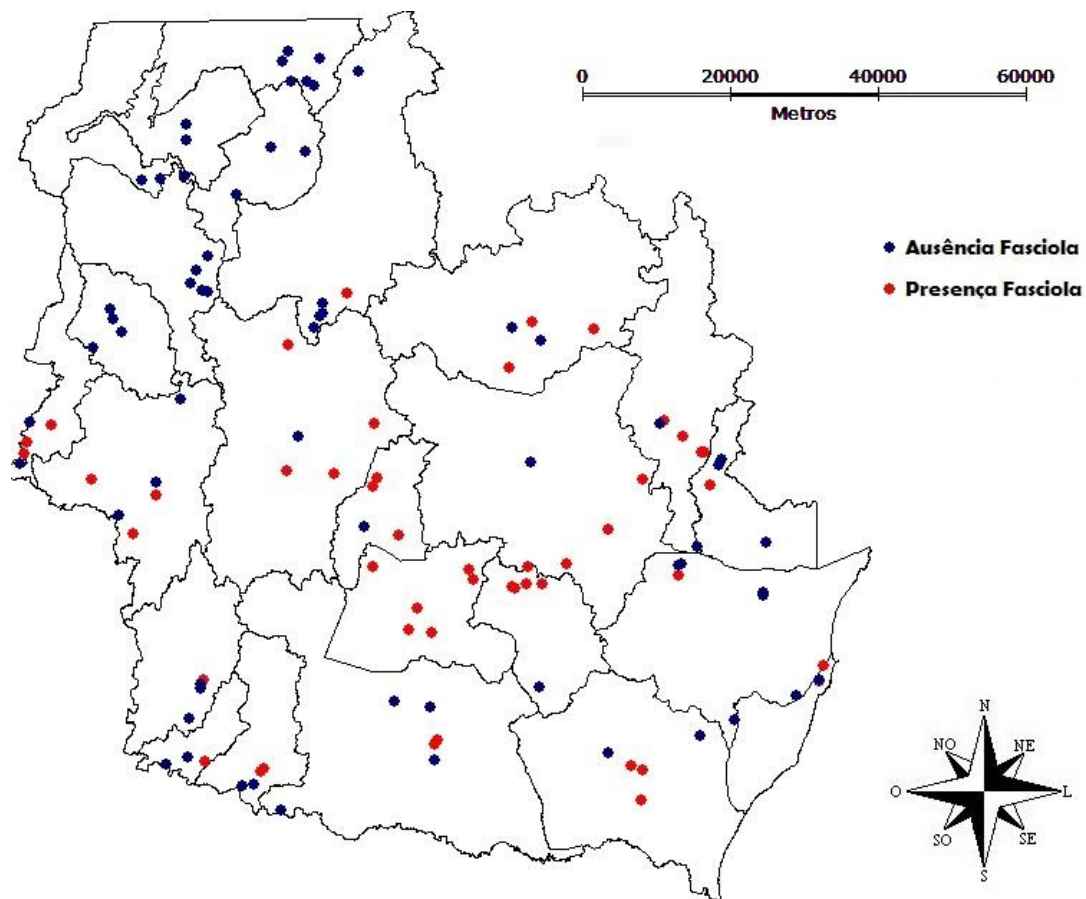 0 20000 40000 60000
Metros
Ausência Fasciola
Presença Fasciola
N
NO NE
O L
SO SE
S